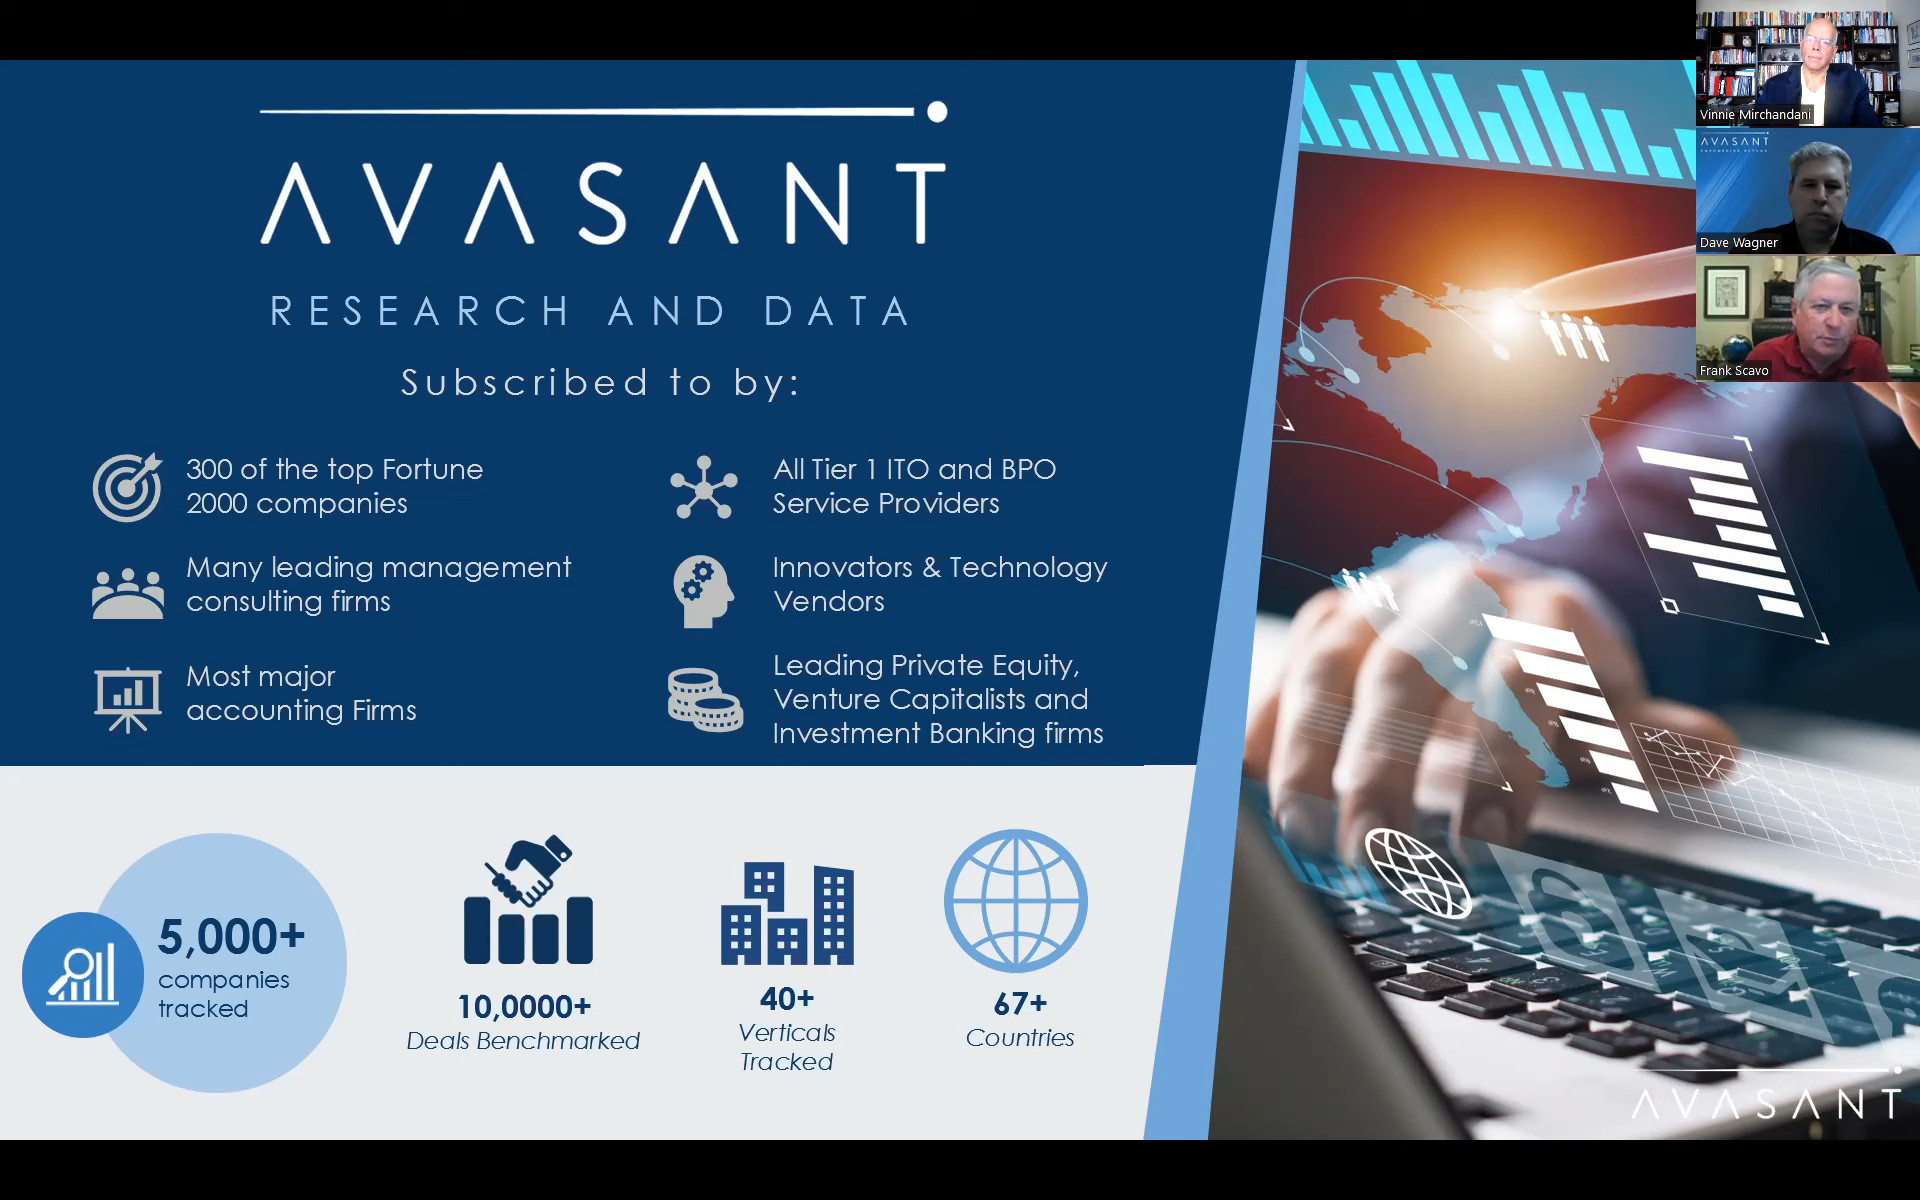 AVASANT
RESEARCH AND DATA
Subscribed to by:
300 of the top Fortune
2000 companies
Many leading management
consulting firms
Most major
accounting Firms
All Tier 1 ITO and BPO
Service Providers
Innovators & Technology
Vendors
Leading Private Equity,
Venture Capitalists and
Investment Banking firms
5,000+
companies
tracked
10,0000+
Deals Benchmarked
40+
Verticals
Tracked
67+
Countries
Vinnie Mirchandani
AVASANT
Dave Wagner
Frank Scavo
AVASANT